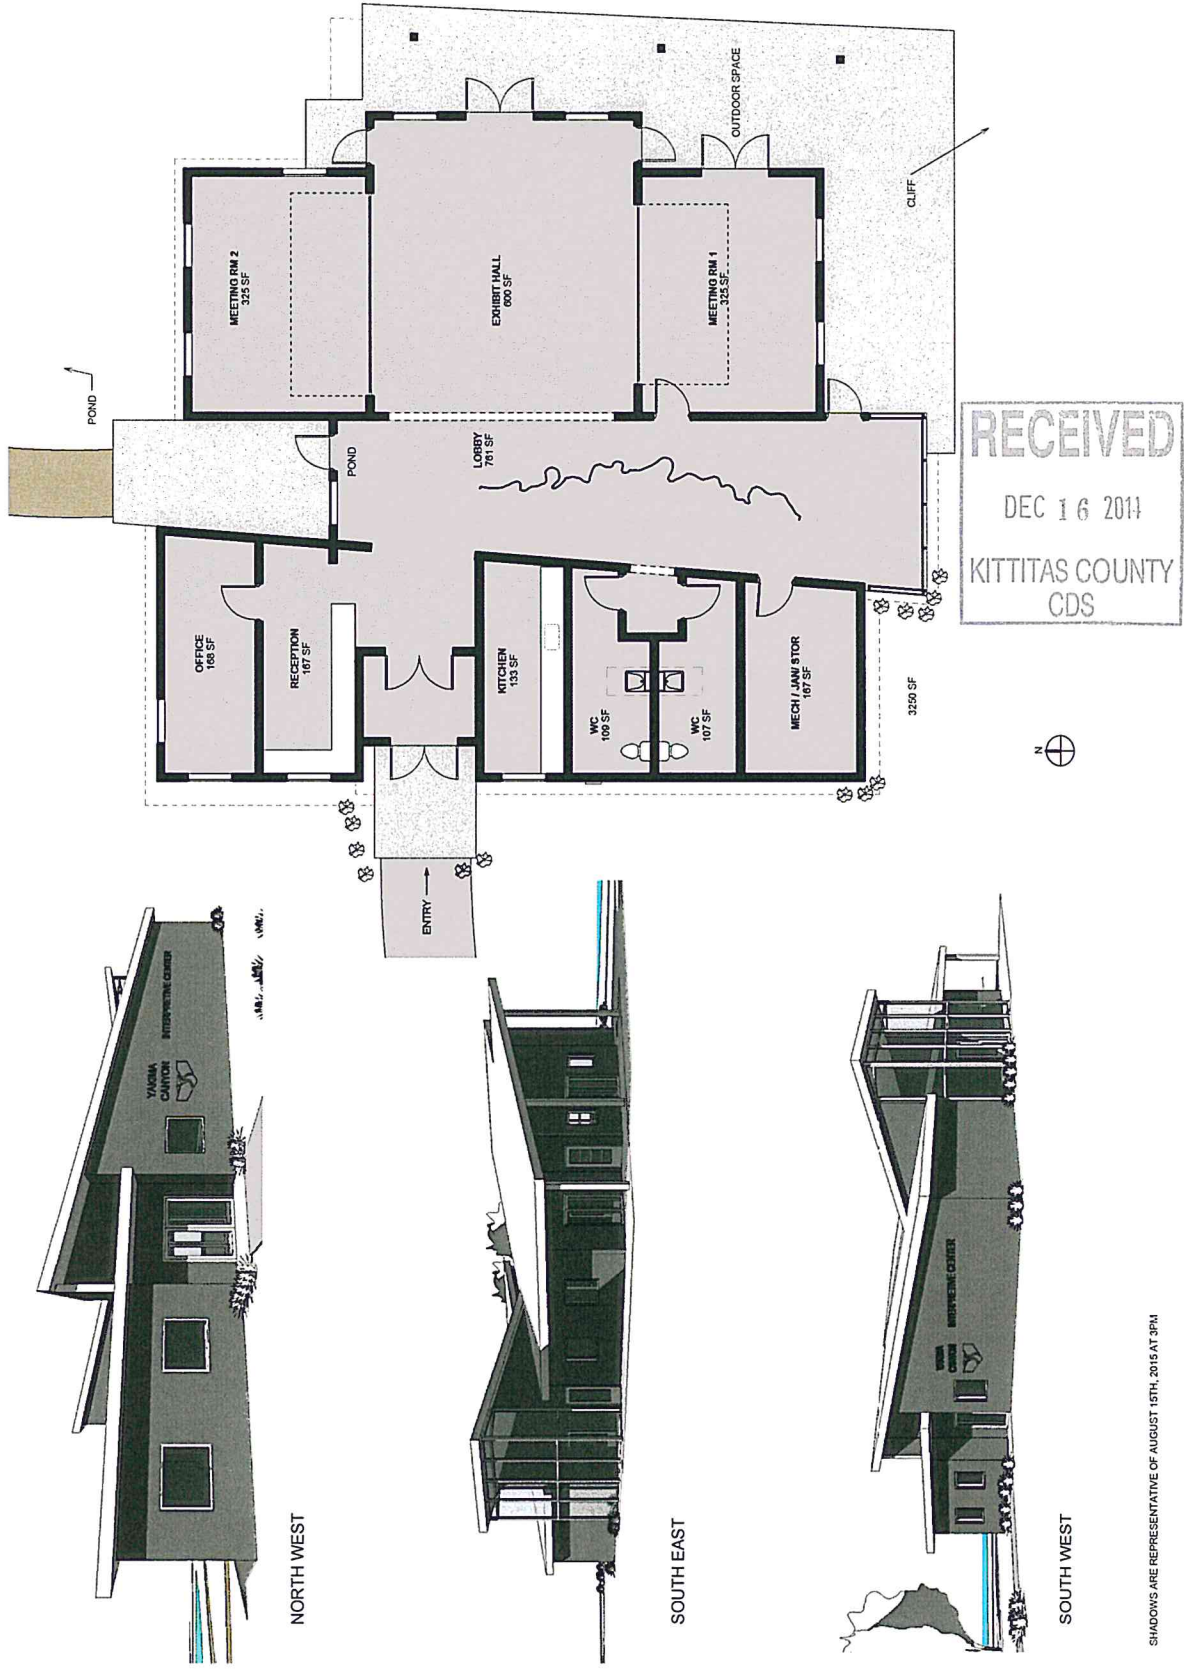 YAKIMA
CANYON INTERPRETIVE CENTER
NORTH WEST
SOUTH EAST
YAKIMA
CANYON INTERPRETIVE CENTER
SOUTH WEST
SHADOWS ARE REPRESENTATIVE OF AUGUST 15TH, 2015 AT 3PM
POND
OFFICE
168 SF
MEETING RM 2
325 SF
RECEPTION
167 SF
POND
ENTRY
LOBBY
761 SF
EXHIBIT HALL
600 SF
KITCHEN
133 SF
WC
109 SF
WC
107 SF
MEETING RM 1
325 SF
OUTDOOR SPACE
MECH / JAN/ STOR
167 SF
3250 SF
CLIFF
N
RECEIVED
DEC 16 2014
KITTITAS COUNTY
CDS